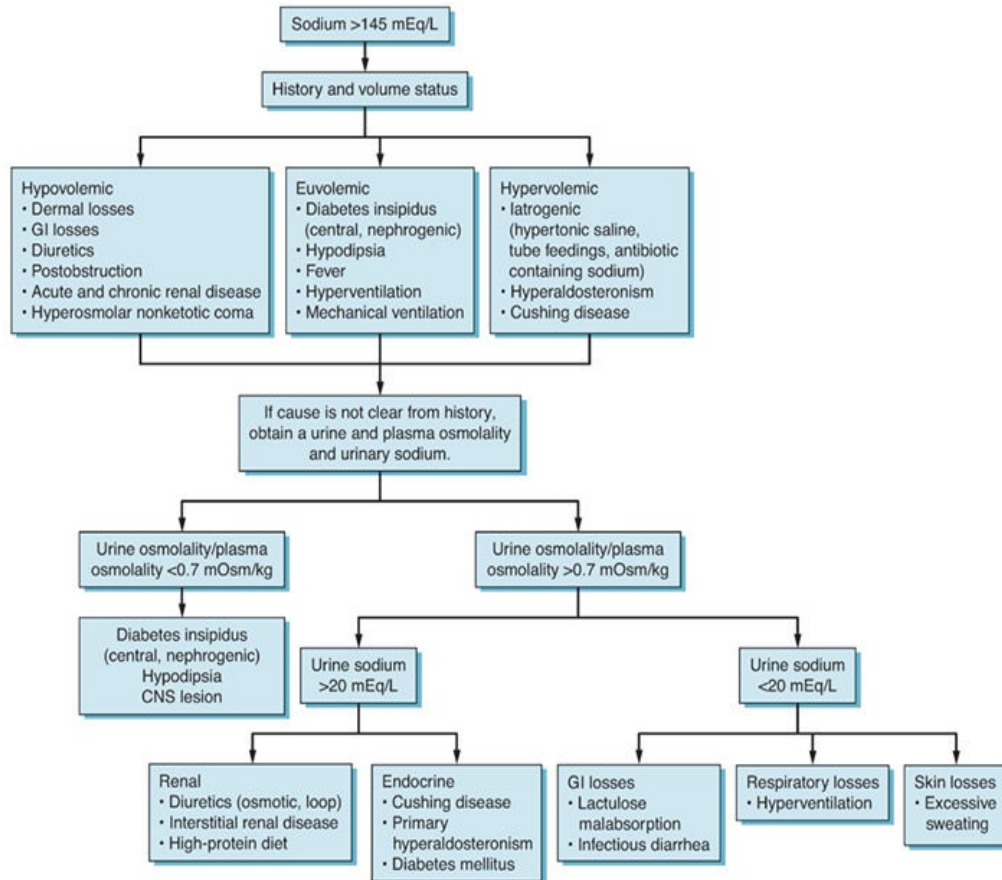 Sodium >145 mEq/L
History and volume status
Hypovolemic
• Dermal losses
• GI losses
• Diuretics
• Postobstruction
• Acute and chronic renal disease
• Hyperosmolar nonketotic coma
Euvolemic
• Diabetes insipidus
(central, nephrogenic)
• Hypodipsia
• Fever
• Hyperventilation
• Mechanical ventilation
Hypervolemic
• Iatrogenic
(hypertonic saline,
tube feedings, antibiotic
containing sodium)
• Hyperaldosteronism
• Cushing disease
If cause is not clear from history,
obtain a urine and plasma osmolality
and urinary sodium.
Urine osmolality/plasma
osmolality <0.7 mOsm/kg
Urine osmolality/plasma
osmolality >0.7 mOsm/kg
Diabetes insipidus
(central, nephrogenic)
Hypodipsia
CNS lesion
Urine sodium
>20 mEq/L
Urine sodium
<20 mEq/L
Renal
• Diuretics (osmotic, loop)
• Interstitial renal disease
• High-protein diet
Endocrine
• Cushing disease
• Primary
hyperaldosteronism
• Diabetes mellitus
GI losses
• Lactulose
malabsorption
• Infectious diarrhea
Respiratory losses
• Hyperventilation
Skin losses
• Excessive
sweating